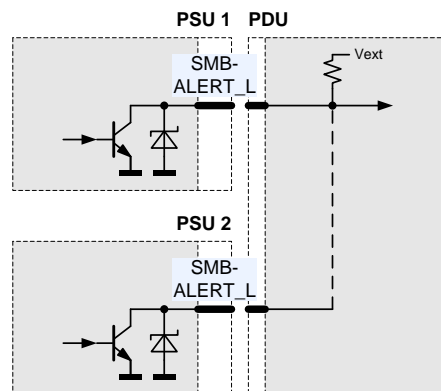 PSU 1 PDU
SMB-
ALERT_L
Vext
PSU 2
SMB-
ALERT_L